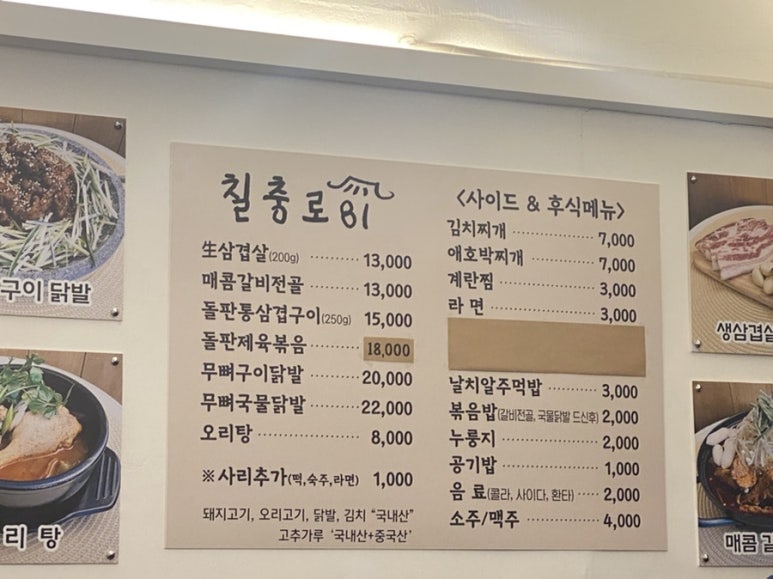 칠충로81
生삼겹살(200g) ········· 13,000
매콤갈비전골 ········· 13,000
돌판통삼겹구이(250g) 15,000
돌판제육볶음 ········· 18,000
무뼈구이닭발 ········· 20,000
무뼈국물닭발 ········· 22,000
오리탕 ········· 8,000
※사리추가(떡,숙주,라면) 1,000
돼지고기, 오리고기, 닭발, 김치 “국내산”
고추가루 ‘국내산+중국산’
<사이드 & 후식메뉴>
김치찌개 ········· 7,000
애호박찌개 ········· 7,000
계란찜 ········· 3,000
라 면 ········· 3,000
날치알주먹밥 ········· 3,000
볶음밥(갈비전골, 국물닭발 드신후) 2,000
누룽지 ········· 2,000
공기밥 ········· 1,000
음 료(콜라, 사이다, 환타) ···· 2,000
소주/맥주 ········· 4,000
구이 닭발
리 탕
생삼겹살
매콤 갈